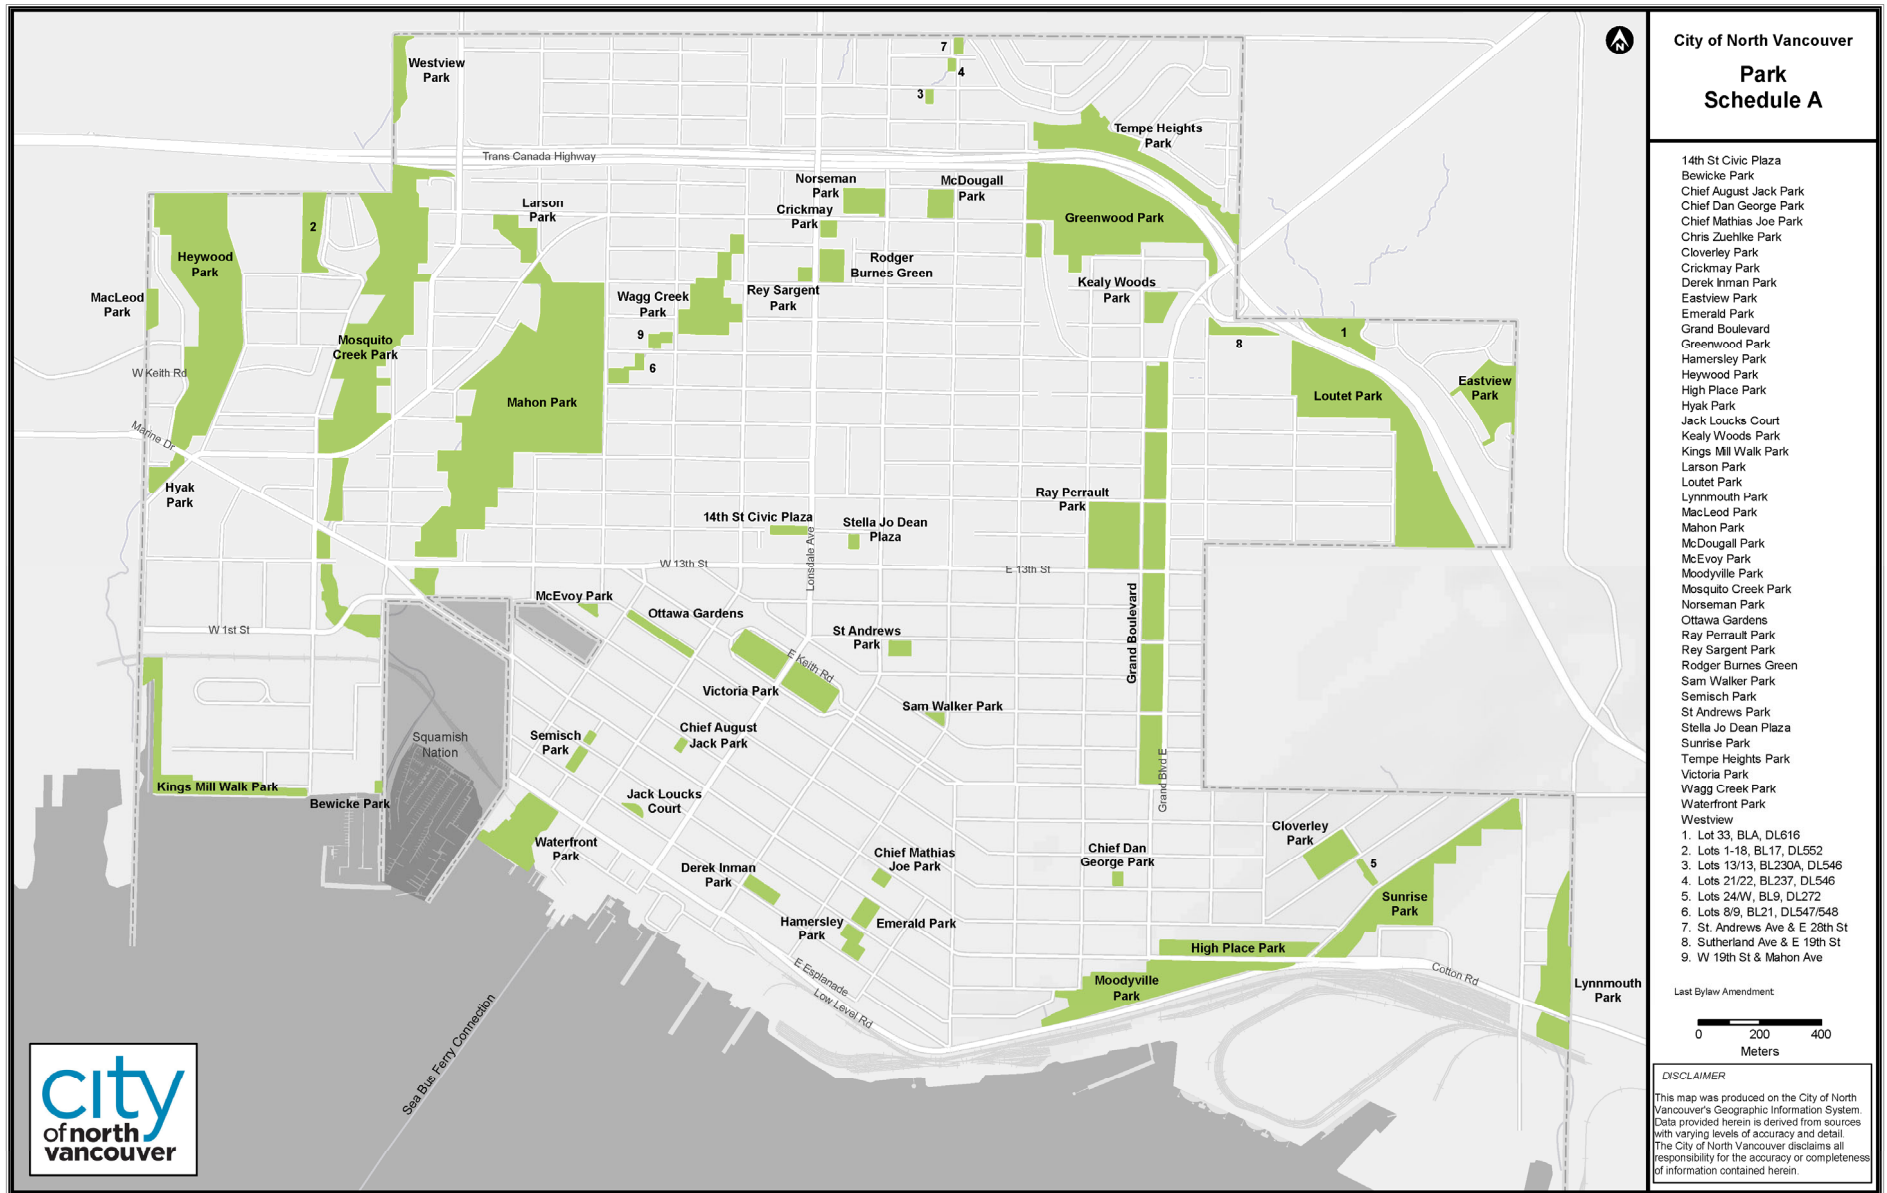 Westview
Park
7
4
3
Tempe Heights
Park
Trans Canada Highway
Norseman
Park
McDougall
Park
Larson
Park
Crickmay
Park
Greenwood Park
2
Heywood
Park
Rodger
Burnes Green
Kealy Woods
Park
MacLeod
Park
Wagg Creek
Park
Rey Sargent
Park
9
1
8
Mosquito
Creek Park
6
W Keith Rd
Eastview
Park
Mahon Park
Loutet Park
Marine Dr
Hyak
Park
Ray Perrault
Park
14th St Civic Plaza
Stella Jo Dean
Plaza
Lonsdale Ave
W 13th St
E 13th St
McEvoy Park
Ottawa Gardens
Grand Boulevard
W 1st St
St Andrews
Park
E Keith Rd
Victoria Park
Sam Walker Park
Squamish
Nation
Semisch
Park
Chief August
Jack Park
Grand Blvd E
Kings Mill Walk Park
Bewicke Park
Jack Loucks
Court
Waterfront
Park
Cloverley
Park
Chief Dan
George Park
Chief Mathias
Joe Park
5
Derek Inman
Park
Sunrise
Park
Hamersley
Park
Emerald Park
High Place Park
E Esplanade
Low Level Rd
Moodyville
Park
Cotton Rd
Lynnmouth
Park
Sea Bus Ferry Connection
city
of north
vancouver
N
City of North Vancouver
Park
Schedule A
14th St Civic Plaza
Bewicke Park
Chief August Jack Park
Chief Dan George Park
Chief Mathias Joe Park
Chris Zuehlke Park
Cloverley Park
Crickmay Park
Derek Inman Park
Eastview Park
Emerald Park
Grand Boulevard
Greenwood Park
Hamersley Park
Heywood Park
High Place Park
Hyak Park
Jack Loucks Court
Kealy Woods Park
Kings Mill Walk Park
Larson Park
Loutet Park
Lynnmouth Park
MacLeod Park
Mahon Park
McDougall Park
McEvoy Park
Moodyville Park
Mosquito Creek Park
Norseman Park
Ottawa Gardens
Ray Perrault Park
Rey Sargent Park
Rodger Burnes Green
Sam Walker Park
Semisch Park
St Andrews Park
Stella Jo Dean Plaza
Sunrise Park
Tempe Heights Park
Victoria Park
Wagg Creek Park
Waterfront Park
Westview
1. Lot 33, BLA, DL616
2. Lots 1-18, BL17, DL552
3. Lots 13/13, BL230A, DL546
4. Lots 21/22, BL237, DL546
5. Lots 24/W, BL9, DL272
6. Lots 8/9, BL21, DL547/548
7. St. Andrews Ave & E 28th St
8. Sutherland Ave & E 19th St
9. W 19th St & Mahon Ave
Last Bylaw Amendment:
0 200 400
Meters
DISCLAIMER
This map was produced on the City of North
Vancouver's Geographic Information System.
Data provided herein is derived from sources
with varying levels of accuracy and detail.
The City of North Vancouver disclaims all
responsibility for the accuracy or completeness
of information contained herein.